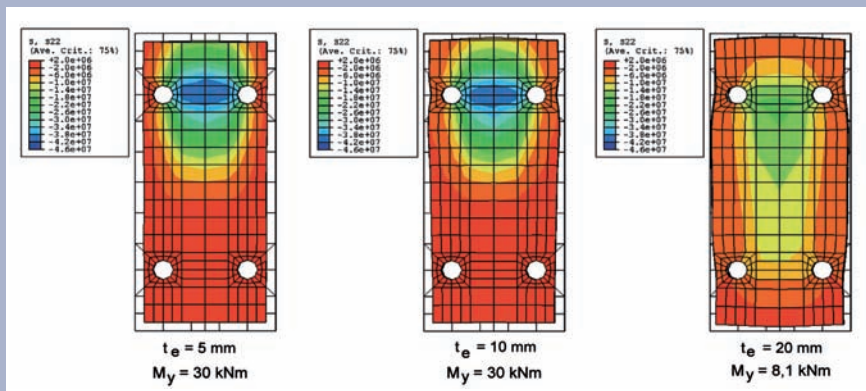 S, S22
(Ave. Crit.: 75%)
+2.0e+06
-2.0e+06
-6.0e+06
-1.0e+07
-1.4e+07
-1.8e+07
-2.2e+07
-2.6e+07
-3.0e+07
-3.4e+07
-3.8e+07
-4.2e+07
-4.6e+07
t e = 5 mm
M y = 30 kNm
S, S22
(Ave. Crit.: 75%)
+2.0e+06
-2.0e+06
-6.0e+06
-1.0e+07
-1.4e+07
-1.8e+07
-2.2e+07
-2.6e+07
-3.0e+07
-3.4e+07
-3.8e+07
-4.2e+07
-4.6e+07
t e = 10 mm
M y = 30 kNm
S, S22
(Ave. Crit.: 75%)
+2.0e+06
-2.0e+06
-6.0e+06
-1.0e+07
-1.4e+07
-1.8e+07
-2.2e+07
-2.6e+07
-3.0e+07
-3.4e+07
-3.8e+07
-4.2e+07
-4.6e+07
t e = 20 mm
M y = 8,1 kNm